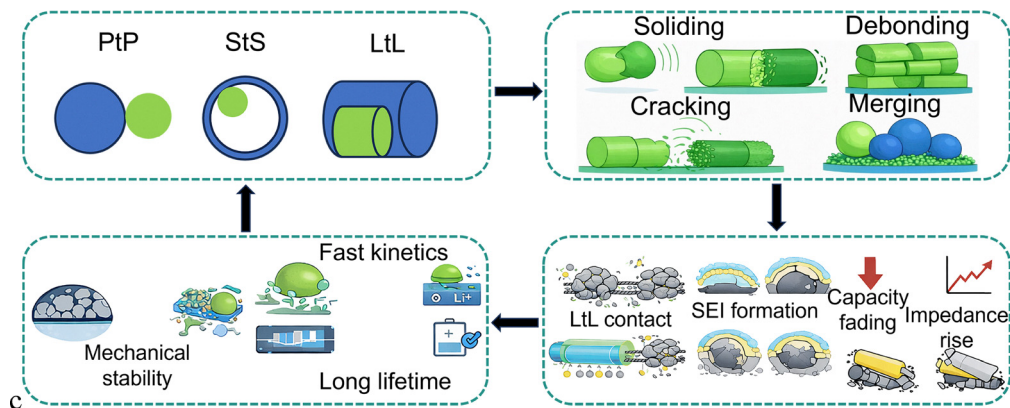 PtP
StS
LtL
Soliding
Debonding
Cracking
Merging
Fast kinetics
Li+
Mechanical
stability
Long lifetime
LtL contact
SEI formation
Capacity
fading
Impedance
rise
c